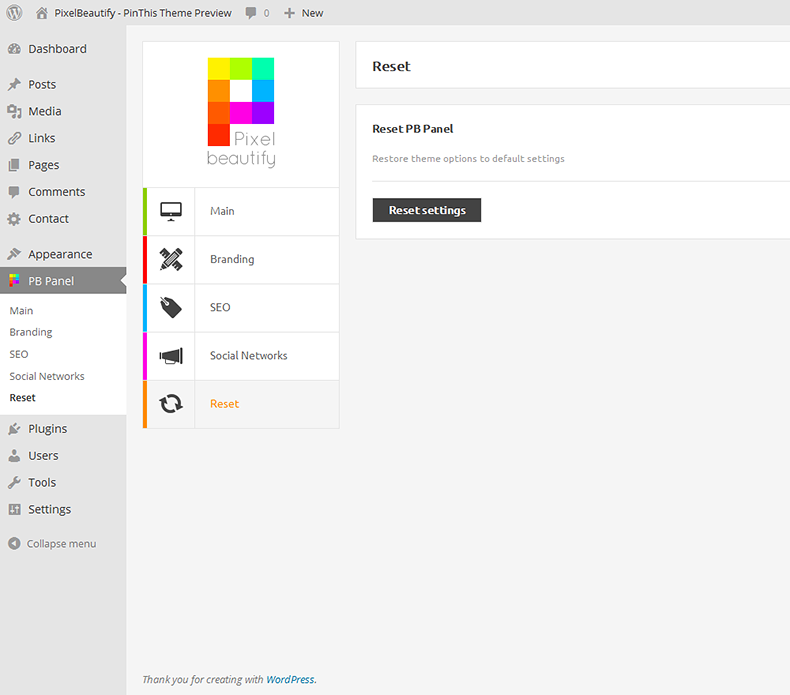 PixelBeautify - PinThis Theme Preview 0 New
Dashboard
Posts
Media
Links
Pages
Comments
Contact
Appearance
PB Panel
Main
Branding
SEO
Social Networks
Reset
Plugins
Users
Tools
Settings
Collapse menu
Pixel
beautify
Main
Branding
SEO
Social Networks
Reset
Reset
Reset PB Panel
Restore theme options to default settings
Reset settings
Thank you for creating with WordPress.